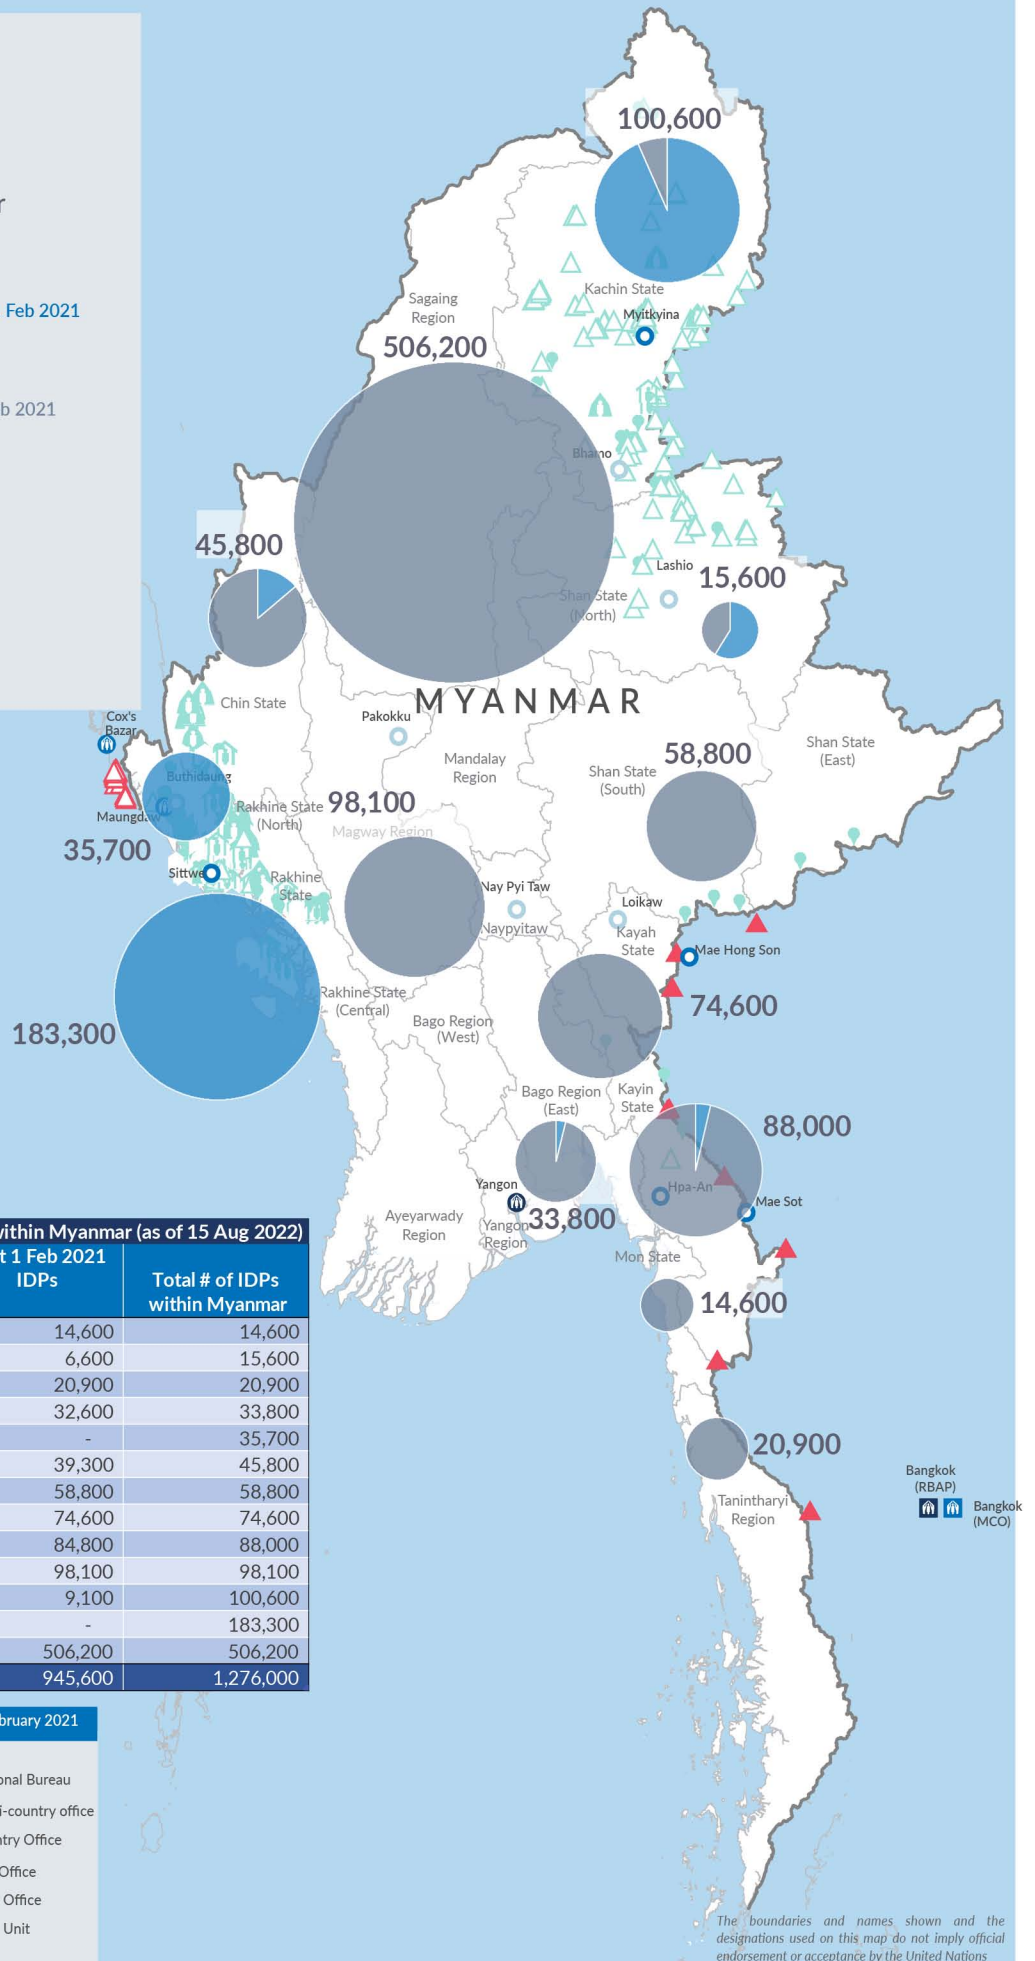 100,600
r
Feb 2021
Sagaing
Region
Kachin State
Myitkyina
506,200
b 2021
Bhamo
45,800
Lashio
15,600
Shan State
(North)
MYANMAR
Chin State
Cox's
Bazar
Pakokku
Mandalay
Region
58,800
Shan State
(East)
Shan State
(South)
Buthidaung
Maungdaw
Rakhine State
(North)
98,100
Magway Region
35,700
Sittwe
Rakhine
State
Nay Pyi Taw
Naypyitaw
Loikaw
Kayah
State
Mae Hong Son
74,600
Rakhine State
(Central)
183,300
Bago Region
(West)
Bago Region
(East)
Kayin
State
88,000
Hpa-An
Mae Sot
Yangon
33,800
Ayeyarwady
Region
Yangon
Region
Mon State
14,600
within Myanmar (as of 15 Aug 2022)
t 1 Feb 2021
IDPs
Total # of IDPs
within Myanmar
14,600 14,600
6,600 15,600
20,900 20,900
32,600 33,800
- 35,700
39,300 45,800
58,800 58,800
74,600 74,600
84,800 88,000
98,100 98,100
9,100 100,600
- 183,300
506,200 506,200
945,600 1,276,000
20,900
Tanintharyi
Region
Bangkok
(RBAP)
Bangkok
(MCO)
bruary 2021
onal Bureau
i-country office
ntry Office
Office
Office
Unit
The boundaries and names shown and the
designations used on this map do not imply official
endorsement or acceptance by the United Nations